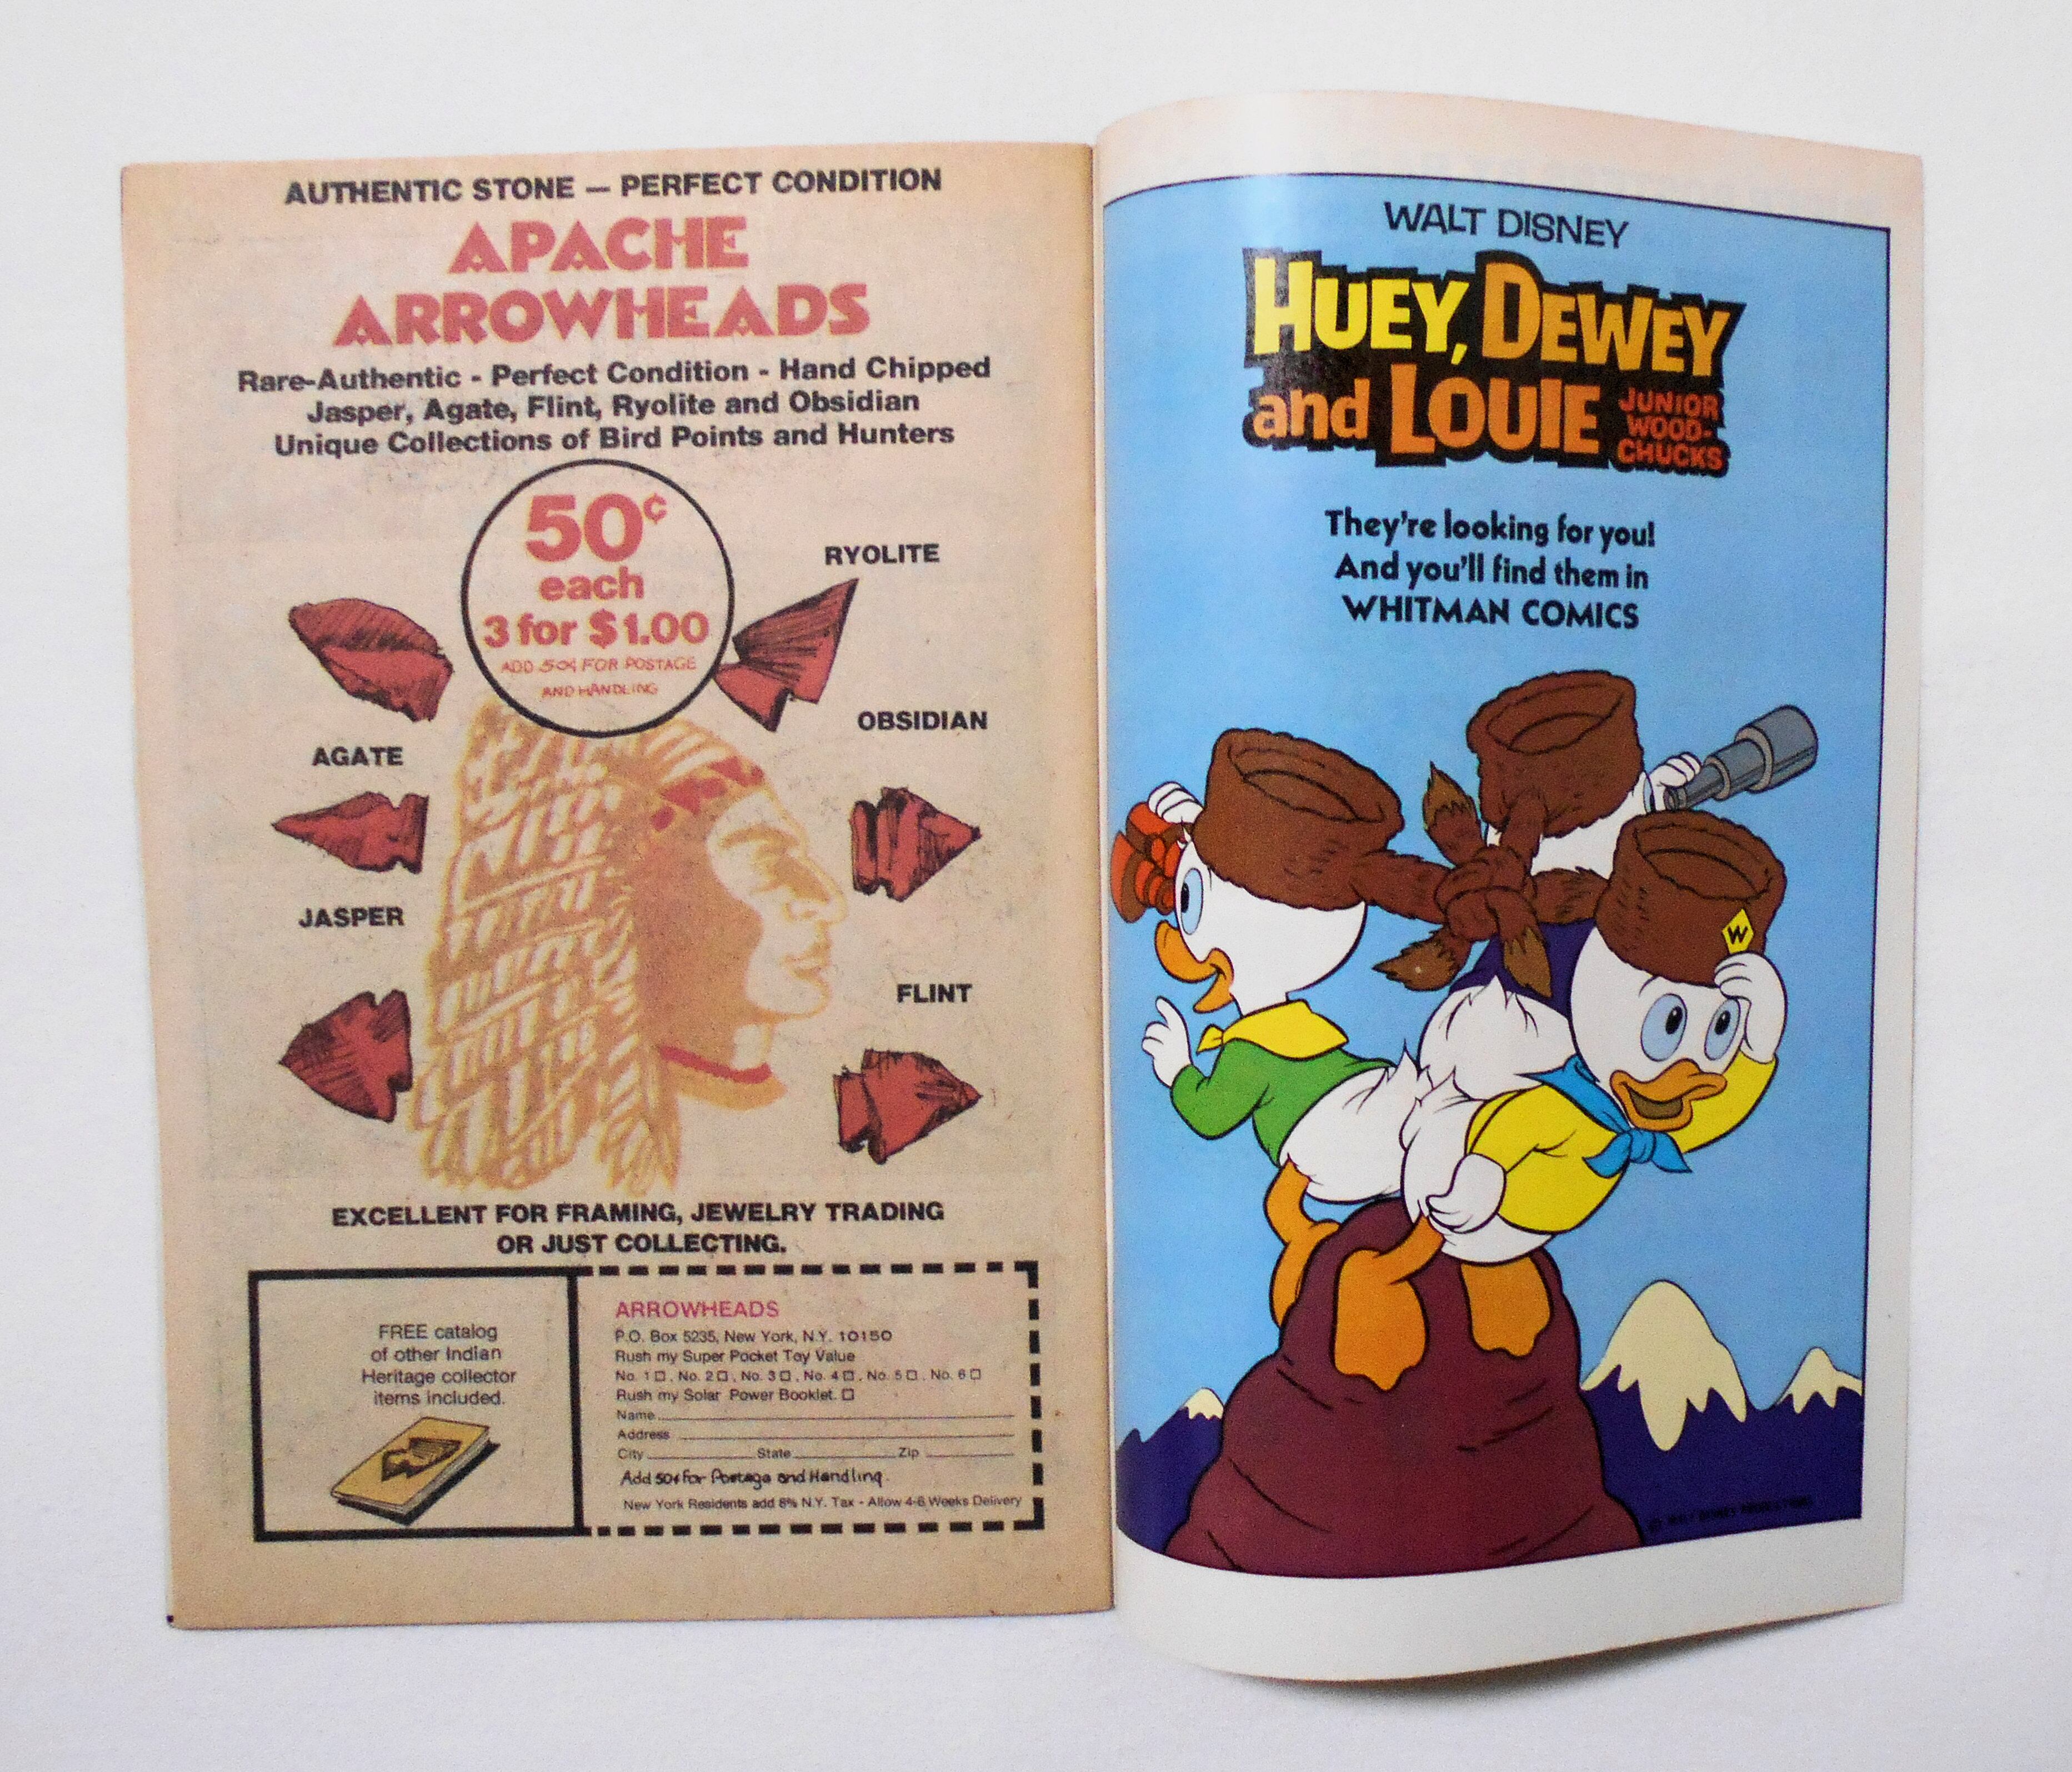 AUTHENTIC STONE — PERFECT CONDITION
APACHE
ARROWHEADS
Rare-Authentic - Perfect Condition - Hand Chipped
Jasper, Agate, Flint, Ryolite and Obsidian
Unique Collections of Bird Points and Hunters
50¢
each
3 for $1.00
ADD 50¢ FOR POSTAGE
AND HANDLING
RYOLITE
OBSIDIAN
AGATE
JASPER
FLINT
EXCELLENT FOR FRAMING, JEWELRY TRADING
OR JUST COLLECTING.
FREE catalog
of other Indian
Heritage collector
items included.
ARROWHEADS
P.O. Box 5235, New York, N.Y. 10150
Rush my Super Pocket Toy Value
No. 1 □ , No. 2 □ , No. 3 □ , No. 4 □ , No. 5 □ , No. 6 □
Rush my Solar Power Booklet. □
Name
Address
City State Zip
Add 50¢ for Postage and Handling.
New York Residents add 8% N.Y. Tax - Allow 4-6 Weeks Delivery
WALT DISNEY
HUEY, DEWEY
and LOUIE
JUNIOR
WOOD-
CHUCKS
They're looking for you!
And you'll find them in
WHITMAN COMICS
W
© WALT DISNEY PRODUCTIONS